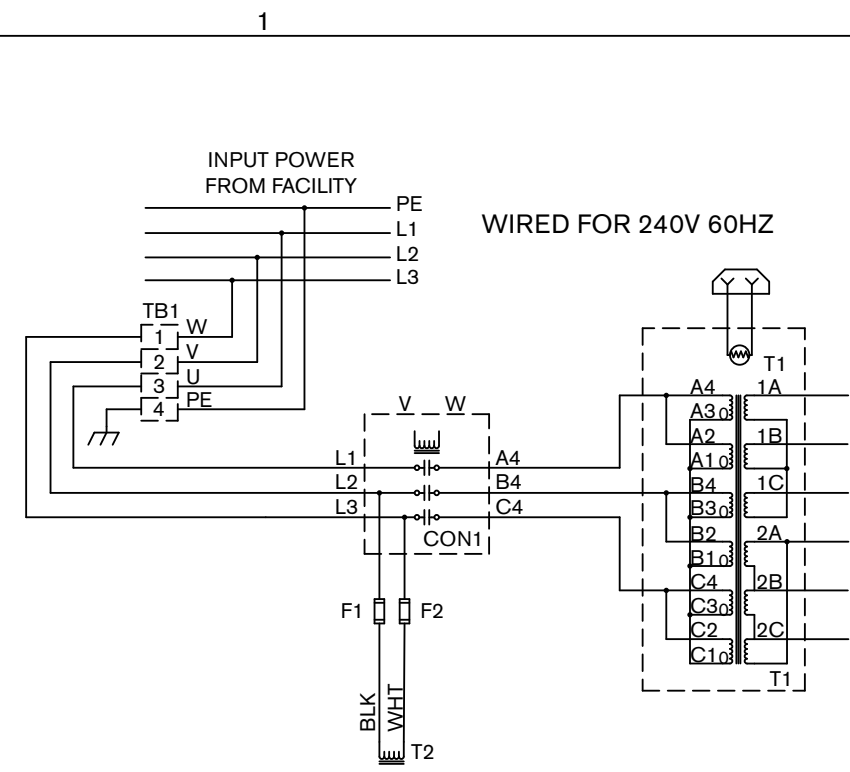 1
INPUT POWER
FROM FACILITY
PE
L1
L2
L3
WIRED FOR 240V 60HZ
TB1
1 W
2 V
3 U
4 PE
V W
L1 A4
L2 B4
L3 C4
CON1
F1 F2
BLK WHT
T2
T1
A4 1A
A3
A2 1B
A1
B4 1C
B3
B2 2A
B1
C4 2B
C3
C2 2C
C1
T1